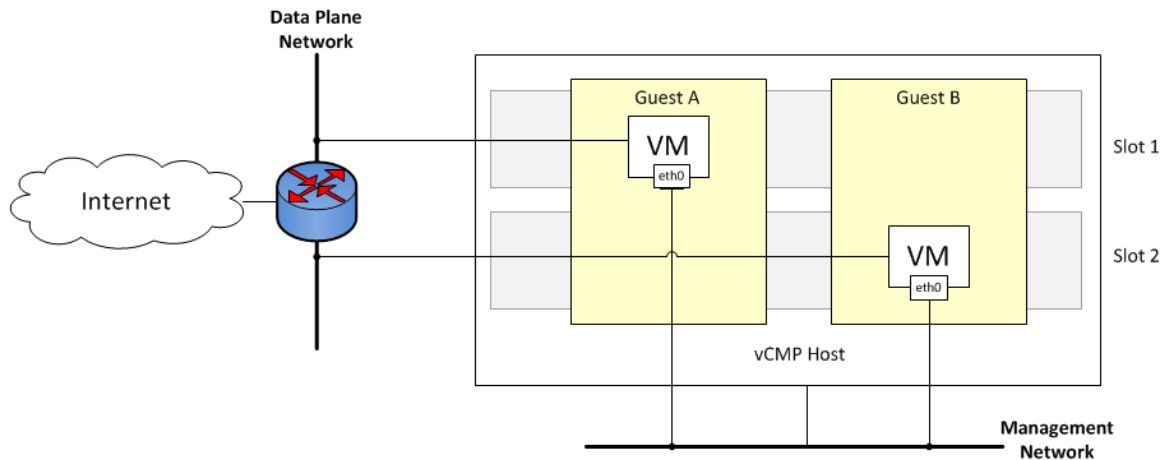 Data Plane
Network
Guest A
Guest B
VM
eth0
Slot 1
Internet
VM
eth0
Slot 2
vCMP Host
Management
Network